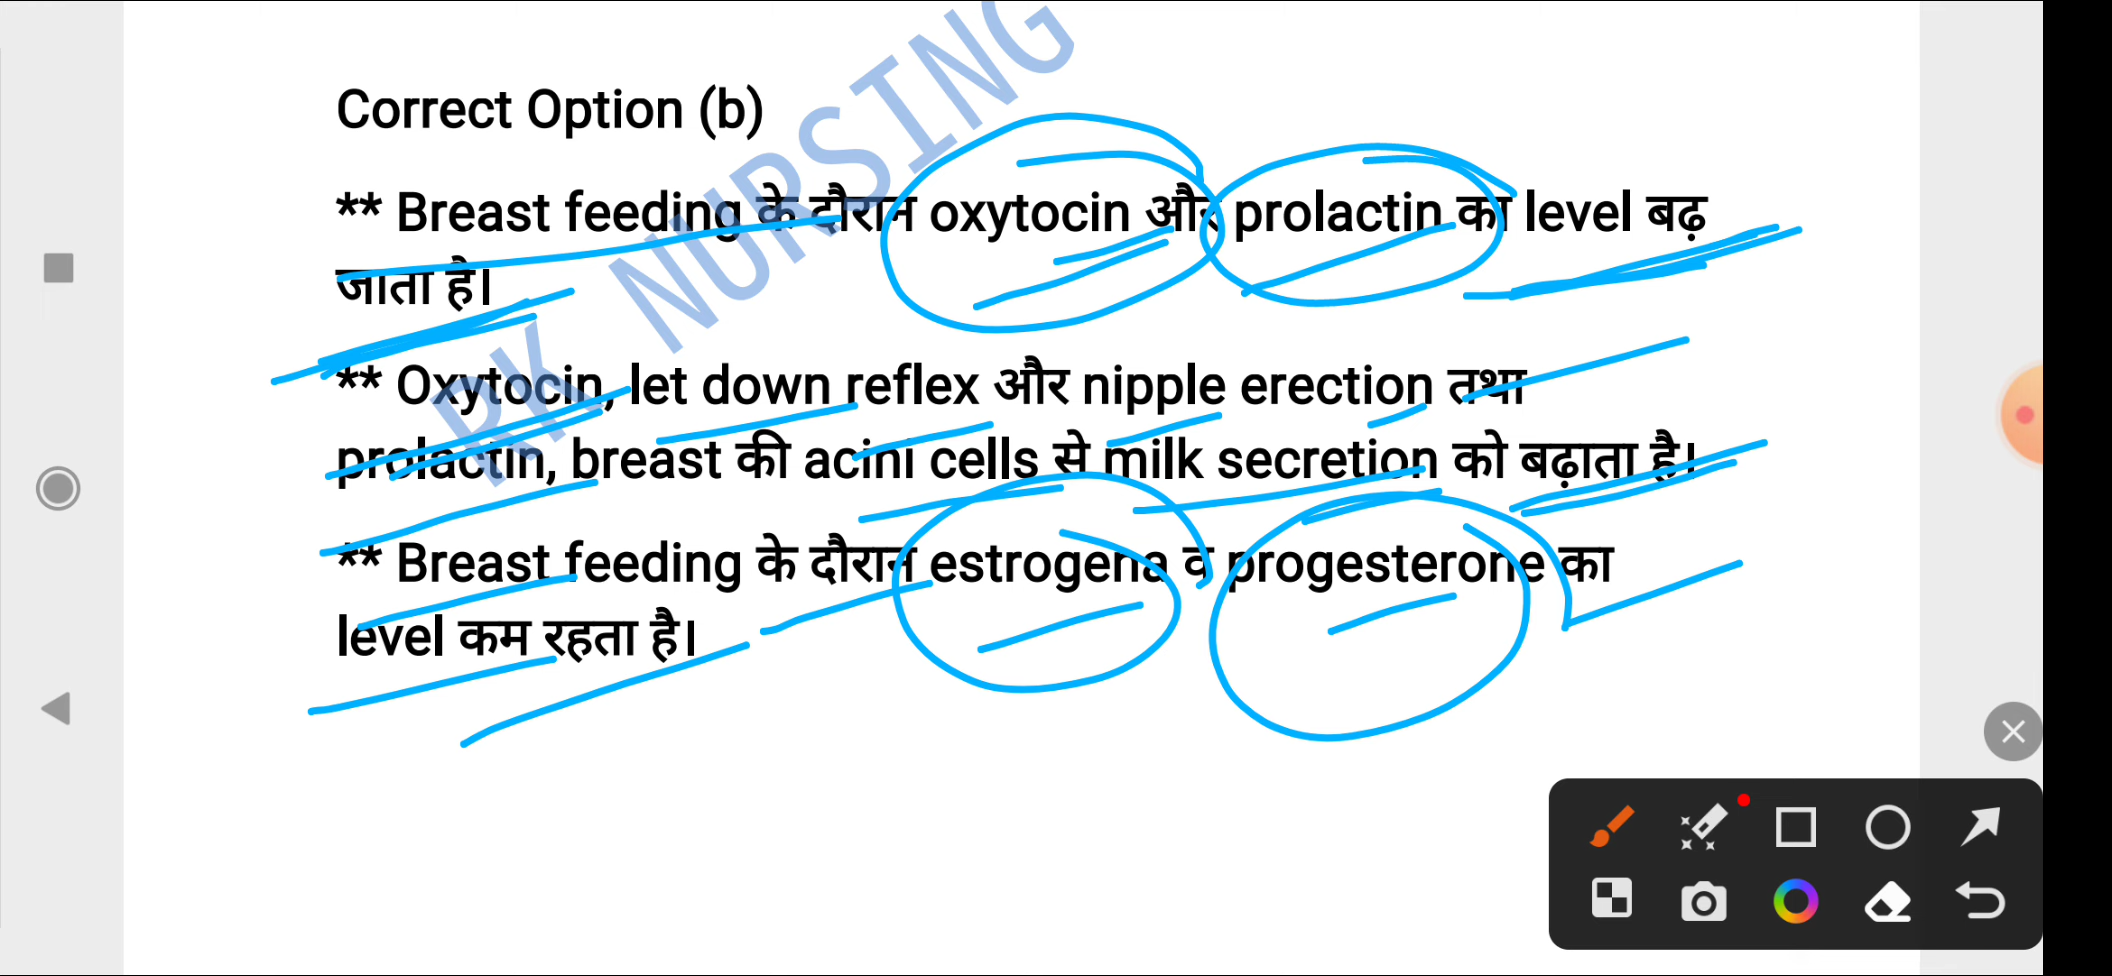 Correct Option (b)
** Breast feeding के दौरान oxytocin और prolactin का level बढ़
जाता है।
** Oxytocin, let down reflex और nipple erection तथा
prolactin, breast की acini cells से milk secretion को बढ़ाता है।
** Breast feeding के दौरान estrogena व progesterone का
level कम रहता है।
RK NURSING